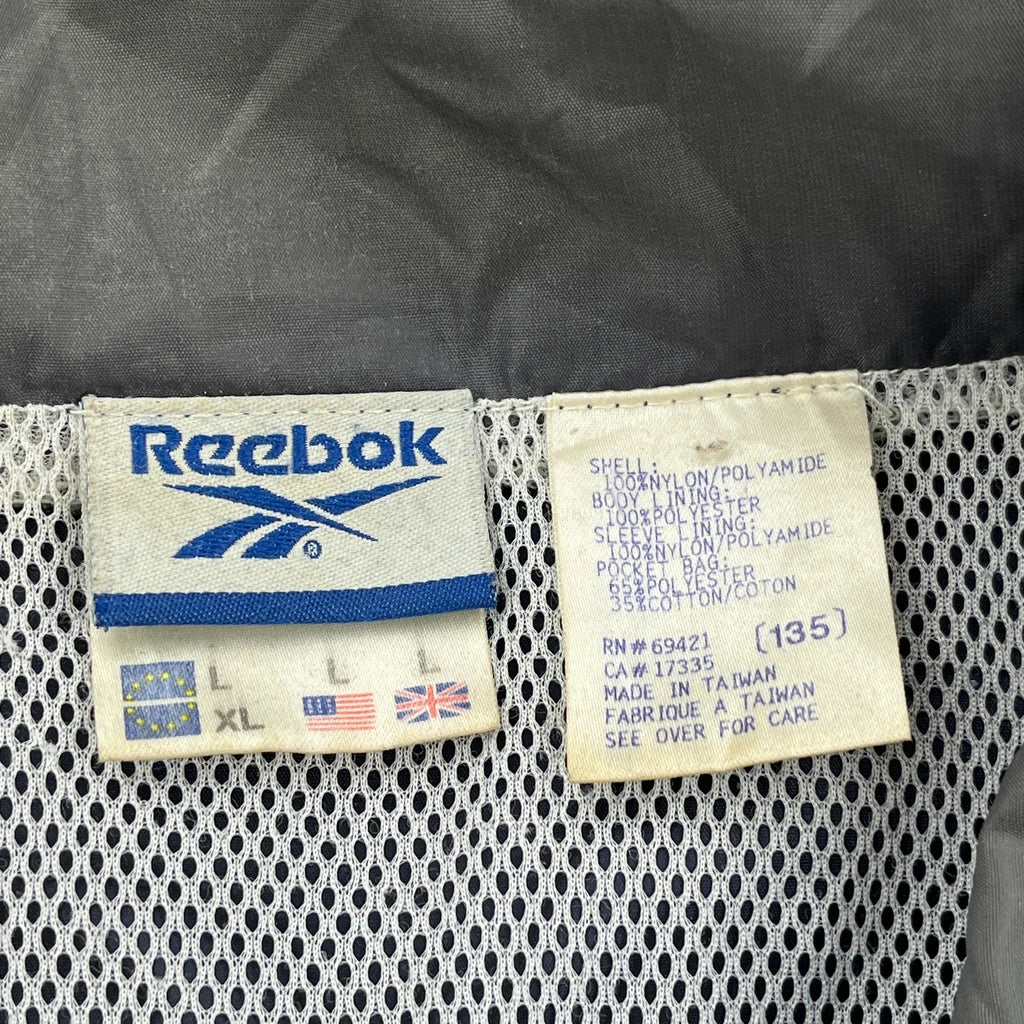 Reebok
®
L L L
XL
SHELL:
100%NYLON/POLYAMIDE
BODY LINING:
100%POLYESTER
SLEEVE LINING:
100%NYLON/POLYAMIDE
POCKET BAG:
65%POLYESTER
35%COTTON/COTON
RN#69421 (135)
CA#17335
MADE IN TAIWAN
FABRIQUE A TAIWAN
SEE OVER FOR CARE